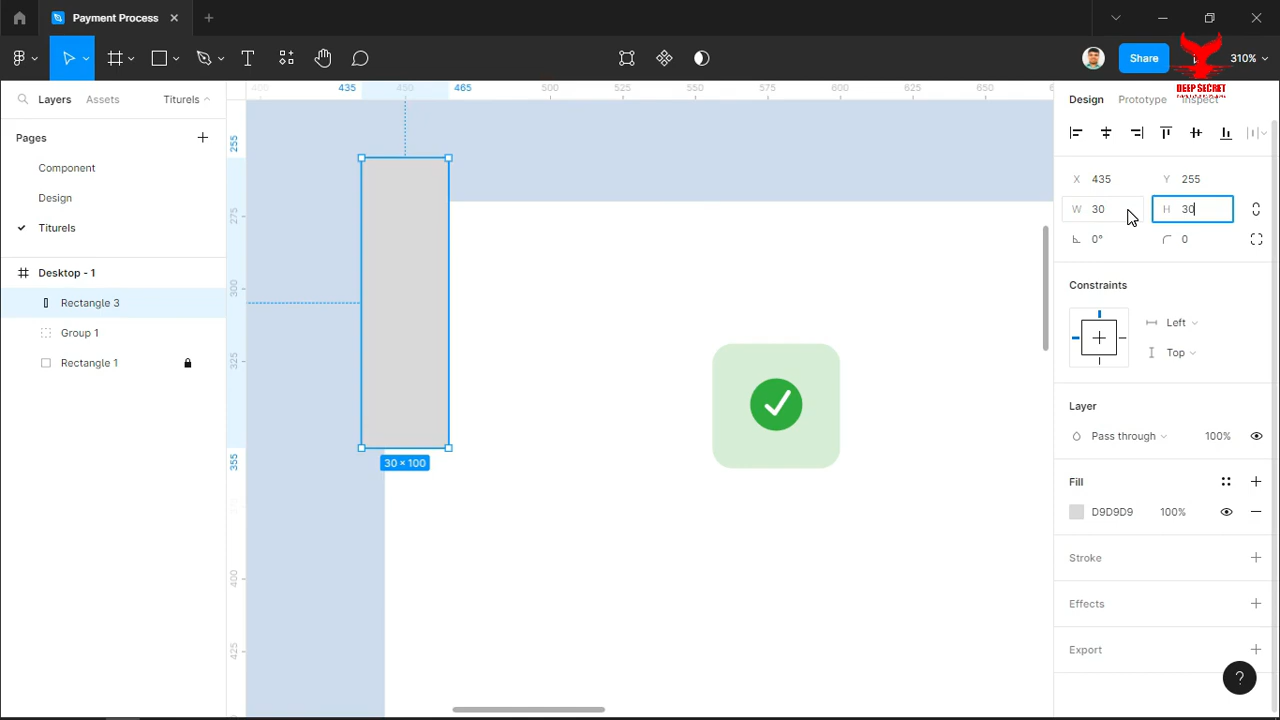 Payment Process
Share
310%
DEEP SECRET
Layers
Assets
Titurels
Pages
Component
Design
Titurels
Desktop - 1
Rectangle 3
Group 1
Rectangle 1
400
435
450
465
500
525
550
575
600
625
650
255
275
300
325
355
400
425
30 × 100
Design
Prototype
Inspect
X 435
Y 255
W 30
H 30
0°
0
Constraints
Left
Top
Layer
Pass through
100%
Fill
D9D9D9
100%
Stroke
Effects
Export
?